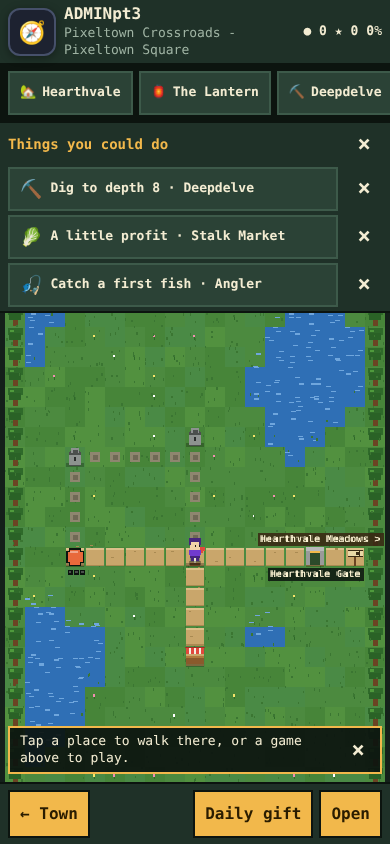 ADMINpt3
Pixeltown Crossroads -
Pixeltown Square
● 0 ★ 0 0%
Hearthvale
The Lantern
Deepdelve
Things you could do
×
Dig to depth 8 · Deepdelve
×
A little profit · Stalk Market
×
Catch a first fish · Angler
×
Hearthvale Meadows >
Hearthvale Gate
Tap a place to walk there, or a game
above to play.
×
← Town
Daily gift
Open